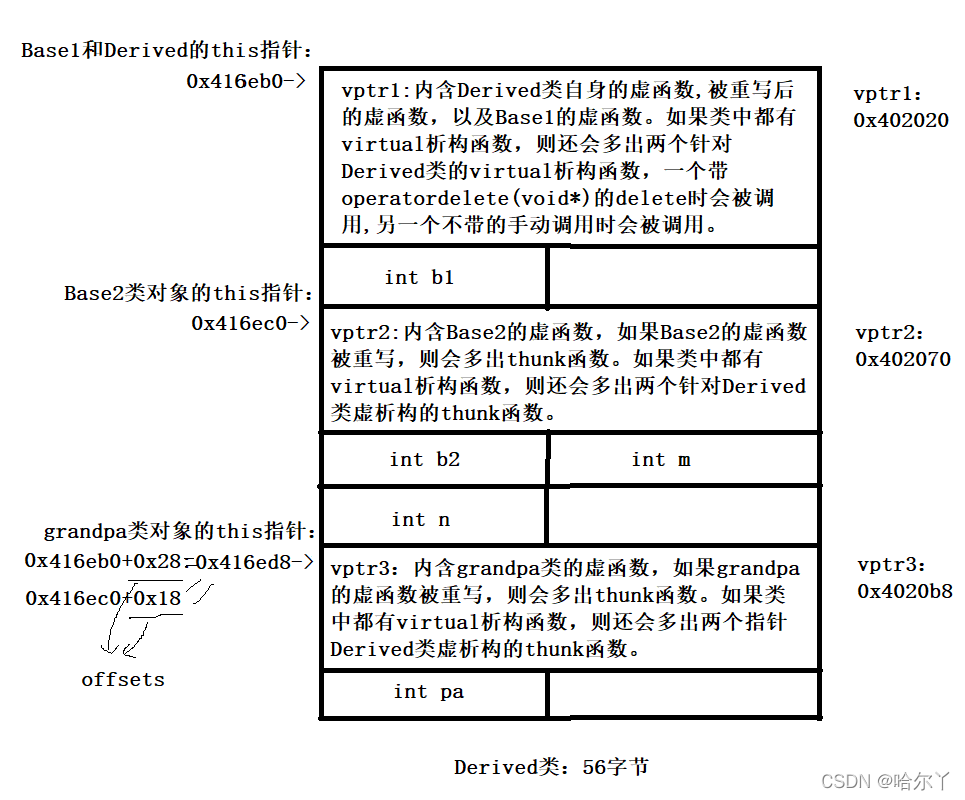 Base1和Derived的this指针：
0x416eb0->
vptr1:内含Derived类自身的虚函数,被重写后
的虚函数，以及Base1的虚函数。如果类中都有
virtual析构函数，则还会多出两个针对
Derived类的virtual析构函数，一个带
operatordelete(void*)的delete时会被调
用,另一个不带的手动调用时会被调用。
vptr1：
0x402020
int b1
Base2类对象的this指针：
0x416ec0->
vptr2:内含Base2的虚函数，如果Base2的虚函数
被重写，则会多出thunk函数。如果类中都有
virtual析构函数，则还会多出两个针对Derived
类虚析构的thunk函数。
vptr2：
0x402070
int b2
int m
int n
grandpa类对象的this指针：
0x416eb0+0x28=0x416ed8->
0x416ec0+0x18
offsets
vptr3：内含grandpa类的虚函数，如果grandpa
的虚函数被重写，则会多出thunk函数。如果类
中都有virtual析构函数，则还会多出两个指针
Derived类虚析构的thunk函数。
vptr3：
0x4020b8
int pa
Derived类：56字节
CSDN @哈尔丫